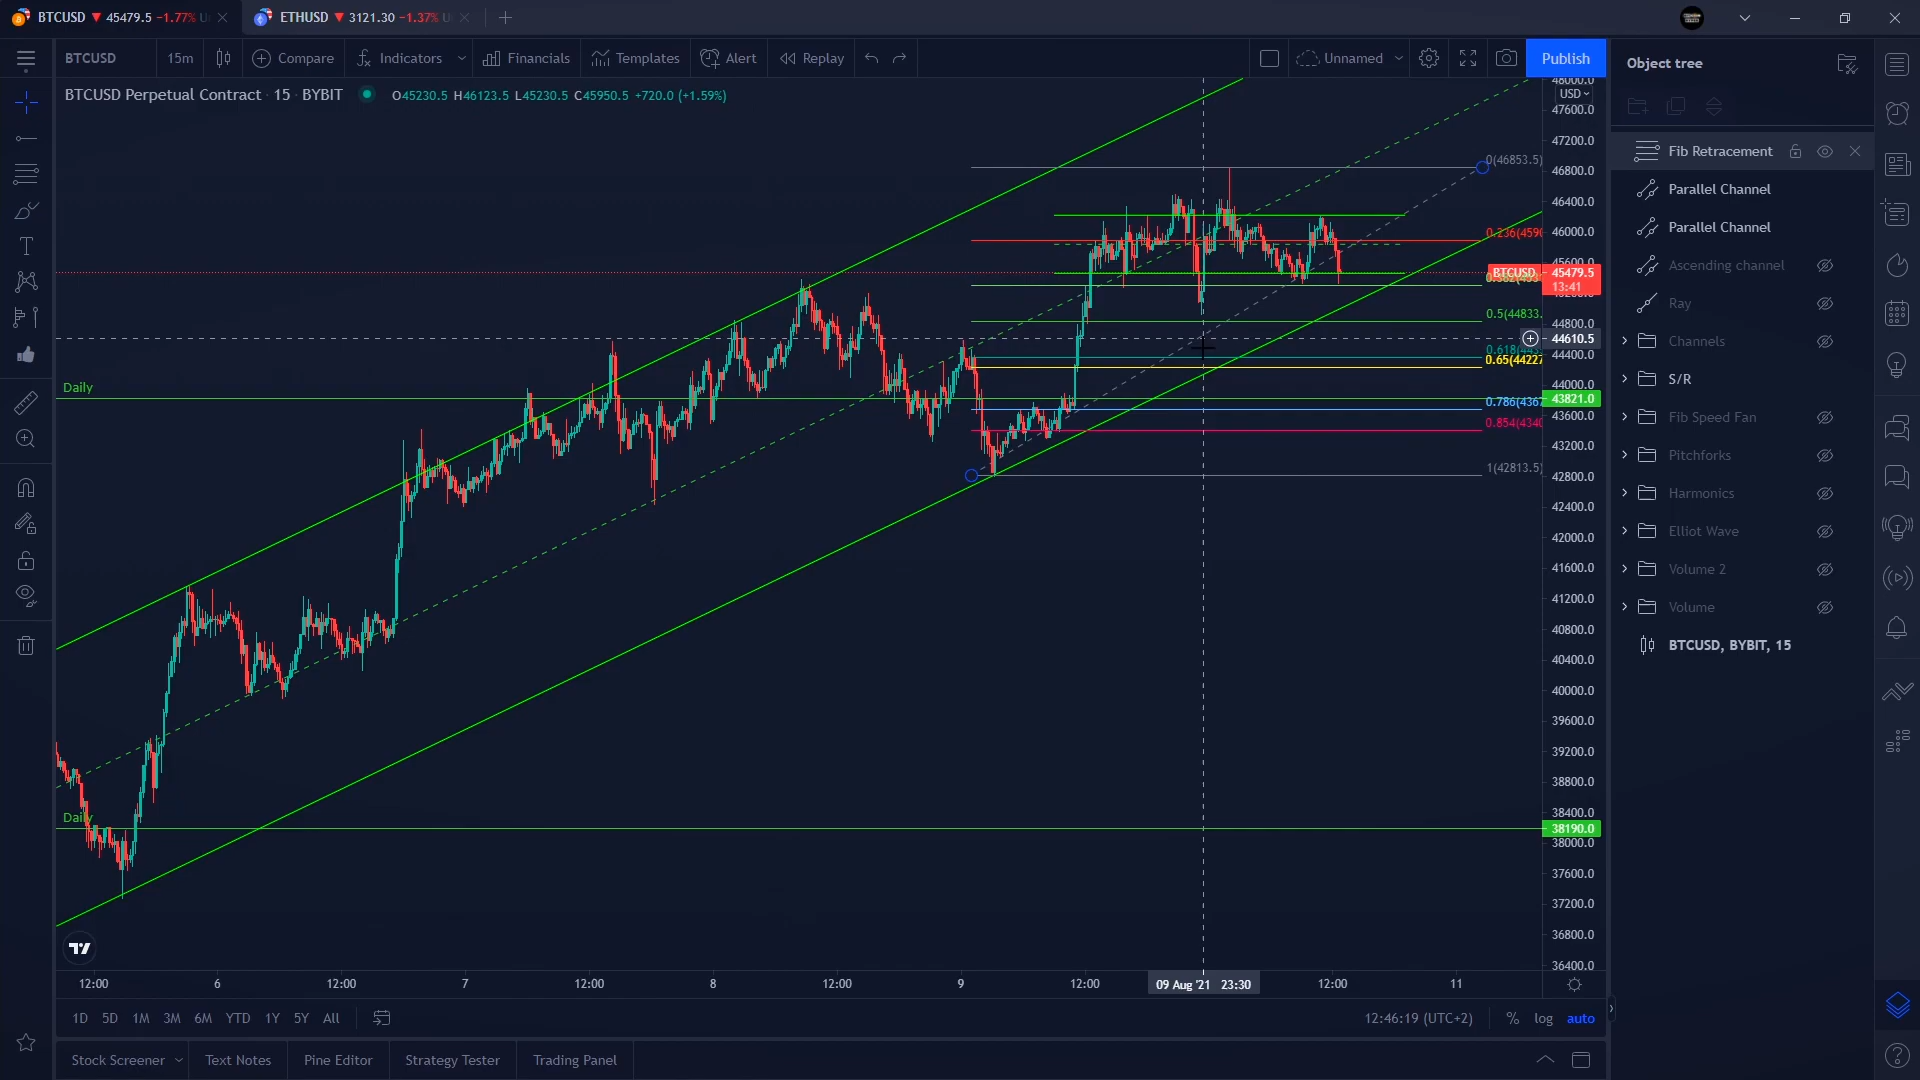 BTCUSD 45479.5 −1.77% U
ETHUSD 3121.30 −1.37% U
BTCUSD 15m Compare Indicators Financials Templates Alert Replay Unnamed Publish
Object tree
BTCUSD Perpetual Contract · 15 · BYBIT O45230.5 H46123.5 L45230.5 C45950.5 +720.0 (+1.59%)
USD
48000.0
47600.0
47200.0
46800.0
46400.0
46000.0
45600.0
BTCUSD 45479.5
13:41
44800.0
44610.5
44400.0
44000.0
43821.0
43600.0
43200.0
42800.0
42400.0
42000.0
41600.0
41200.0
40800.0
40400.0
40000.0
39600.0
39200.0
38800.0
38400.0
38190.0
38000.0
37600.0
37200.0
36800.0
36400.0
0(46853.5)
0.236(4590
0.5(44833.
0.65(44227
0.786(4367
0.854(4340
1(42813.5)
Daily
Daily
Fib Retracement
Parallel Channel
Parallel Channel
Ascending channel
Ray
Channels
S/R
Fib Speed Fan
Pitchforks
Harmonics
Elliot Wave
Volume 2
Volume
BTCUSD, BYBIT, 15
12:00 6 12:00 7 12:00 8 12:00 9 12:00 09 Aug '21 23:30 12:00 11
1D 5D 1M 3M 6M YTD 1Y 5Y All 12:46:19 (UTC+2) % log auto
Stock Screener Text Notes Pine Editor Strategy Tester Trading Panel